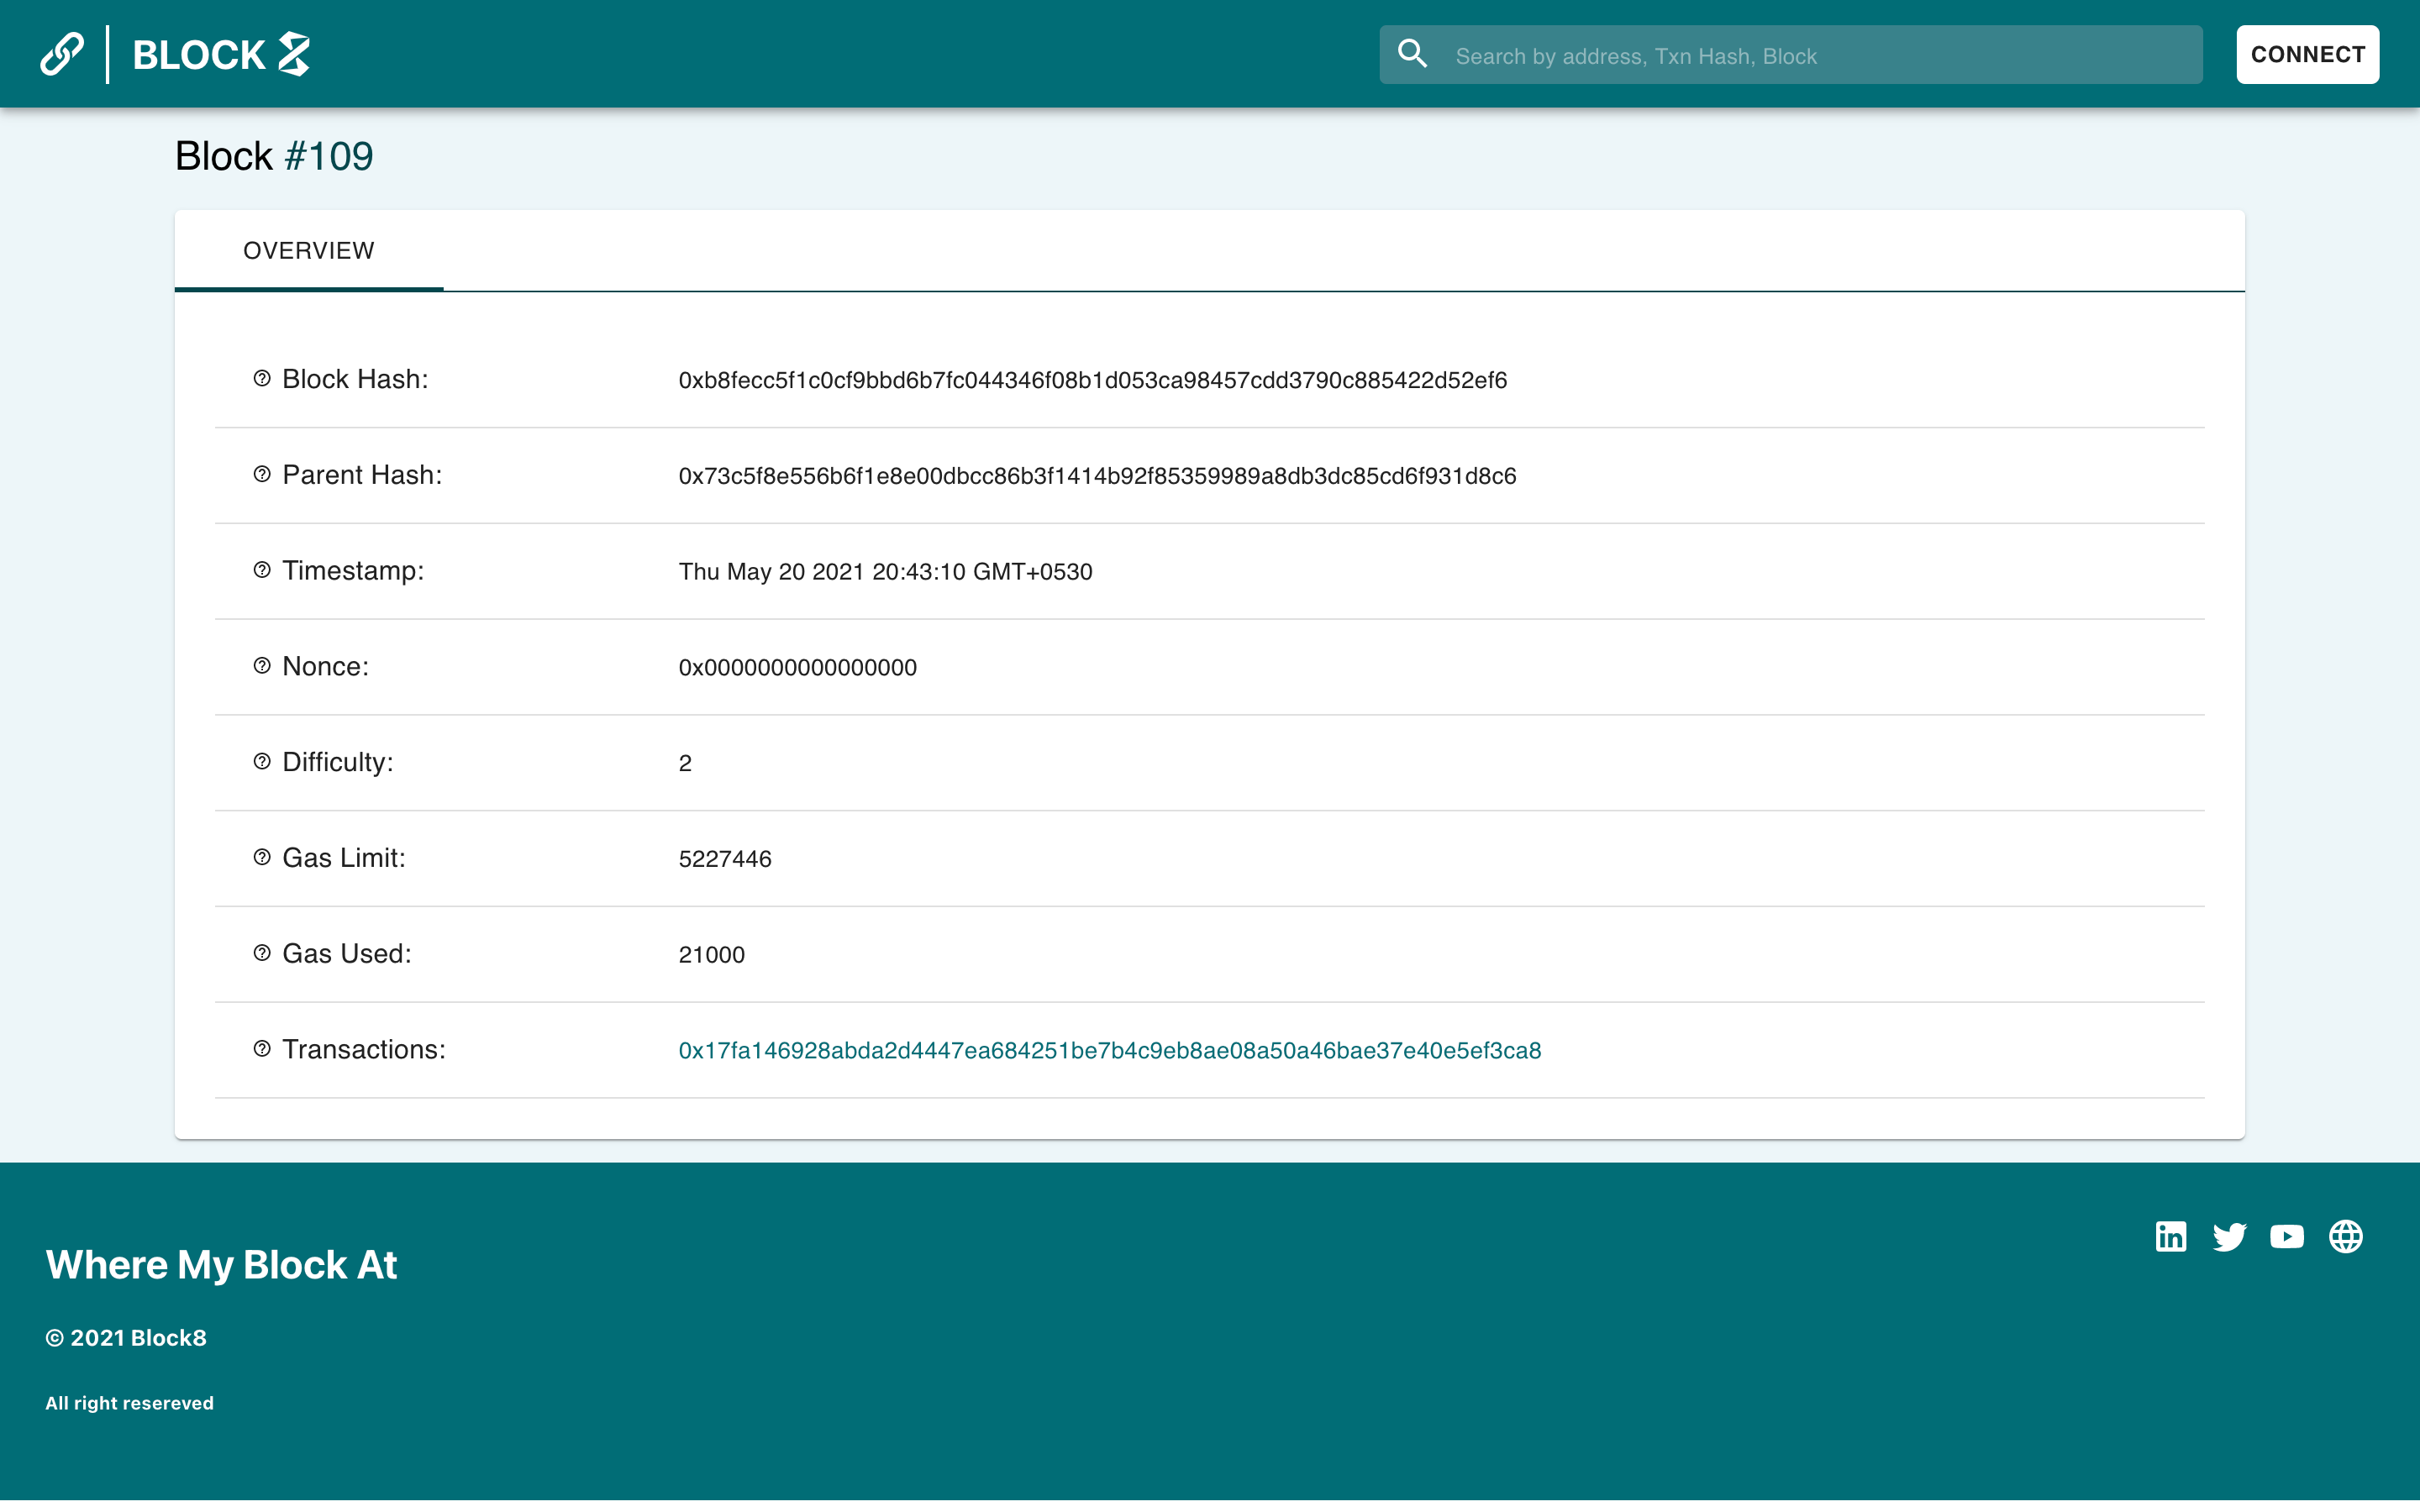 BLOCK 8
Search by address, Txn Hash, Block
CONNECT
Block #109
OVERVIEW
Block Hash: 0xb8fecc5f1c0cf9bbd6b7fc044346f08b1d053ca98457cdd3790c885422d52ef6
Parent Hash: 0x73c5f8e556b6f1e8e00dbcc86b3f1414b92f85359989a8db3dc85cd6f931d8c6
Timestamp: Thu May 20 2021 20:43:10 GMT+0530
Nonce: 0x0000000000000000
Difficulty: 2
Gas Limit: 5227446
Gas Used: 21000
Transactions: 0x17fa146928abda2d4447ea684251be7b4c9eb8ae08a50a46bae37e40e5ef3ca8
Where My Block At
© 2021 Block8
All right resereved